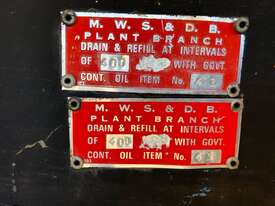 M. W. S. & D. B.
PLANT BRANCH
DRAIN & REFILL AT INTERVALS
OF 400 WITH GOVT.
CONT. OIL ITEM No.
M. W. S. & D. B.
PLANT BRANCH
DRAIN & REFILL AT INTERVALS
OF 400 WITH GOVT.
CONT. OIL ITEM No.